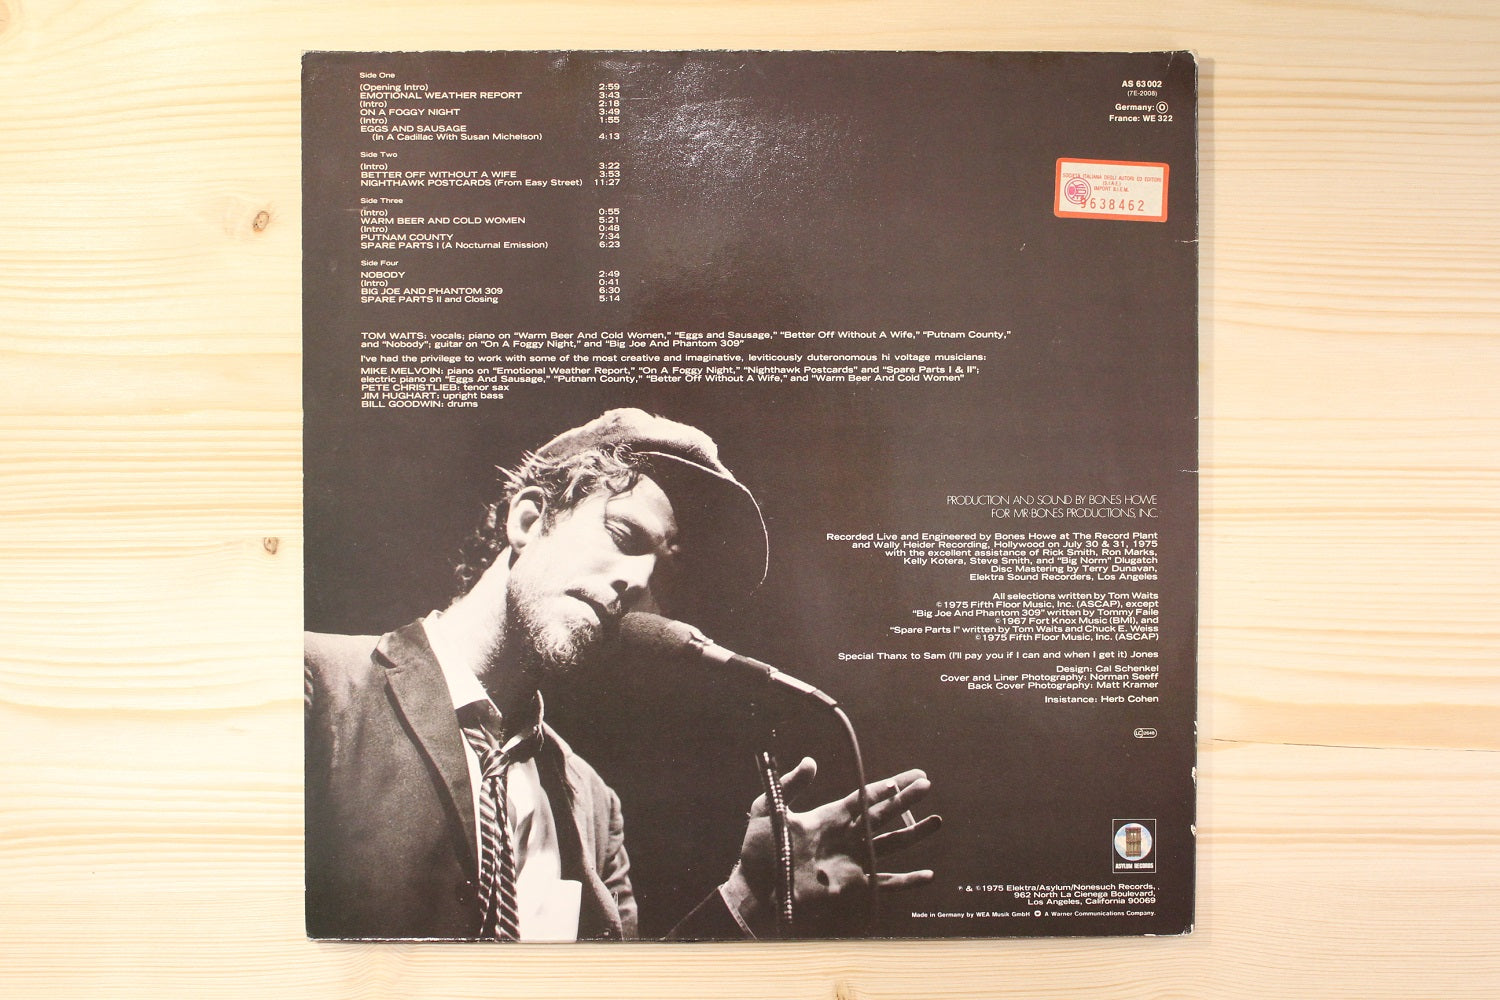 Side One
(Opening Intro) 2:59
EMOTIONAL WEATHER REPORT 3:43
(Intro) 2:18
ON A FOGGY NIGHT 3:49
(Intro) 1:55
EGGS AND SAUSAGE
(In A Cadillac With Susan Michelson) 4:13
Side Two
(Intro) 3:22
BETTER OFF WITHOUT A WIFE 3:53
NIGHTHAWK POSTCARDS (From Easy Street) 11:27
Side Three
(Intro) 0:55
WARM BEER AND COLD WOMEN 5:21
(Intro) 0:48
PUTNAM COUNTY 7:34
SPARE PARTS I (A Nocturnal Emission) 6:23
Side Four
NOBODY 2:49
(Intro) 0:41
BIG JOE AND PHANTOM 309 6:30
SPARE PARTS II and Closing 5:14
TOM WAITS: vocals; piano on "Warm Beer And Cold Women," "Eggs and Sausage," "Better Off Without A Wife," "Putnam County,"
and "Nobody"; guitar on "On A Foggy Night," and "Big Joe And Phantom 309"
I've had the privilege to work with some of the most creative and imaginative, leviticously duteronomous hi voltage musicians:
MIKE MELVOIN: piano on "Emotional Weather Report," "On A Foggy Night," "Nighthawk Postcards" and "Spare Parts I & II";
electric piano on "Eggs And Sausage," "Putnam County," "Better Off Without A Wife," and "Warm Beer And Cold Women"
PETE CHRISTLIEB: tenor sax
JIM HUGHART: upright bass
BILL GOODWIN: drums
AS 63 002
(7E-2008)
Germany: O
France: WE 322
SOCIETÀ ITALIANA DEGLI AUTORI ED EDITORI
(S.I.A.E.)
IMPORT B.I.E.M.
9638462
PRODUCTION AND SOUND BY BONES HOWE
FOR MR. BONES PRODUCTIONS, INC.
Recorded Live and Engineered by Bones Howe at The Record Plant
and Wally Heider Recording, Hollywood on July 30 & 31, 1975
with the excellent assistance of Rick Smith, Ron Marks,
Kelly Kotera, Steve Smith, and "Big Norm" Dlugatch
Disc Mastering by Terry Dunavan,
Elektra Sound Recorders, Los Angeles
All selections written by Tom Waits
© 1975 Fifth Floor Music, Inc. (ASCAP), except
"Big Joe And Phantom 309" written by Tommy Faile
© 1967 Fort Knox Music (BMI), and
"Spare Parts I" written by Tom Waits and Chuck E. Weiss
© 1975 Fifth Floor Music, Inc. (ASCAP)
Special Thanx to Sam (I'll pay you if I can and when I get it) Jones
Design: Cal Schenkel
Cover and Liner Photography: Norman Seeff
Back Cover Photography: Matt Kramer
Insistance: Herb Cohen
LC 2646
ASYLUM RECORDS
℗ & © 1975 Elektra/Asylum/Nonesuch Records,
962 North La Cienega Boulevard,
Los Angeles, California 90069
Made in Germany by WEA Musik GmbH A Warner Communications Company.